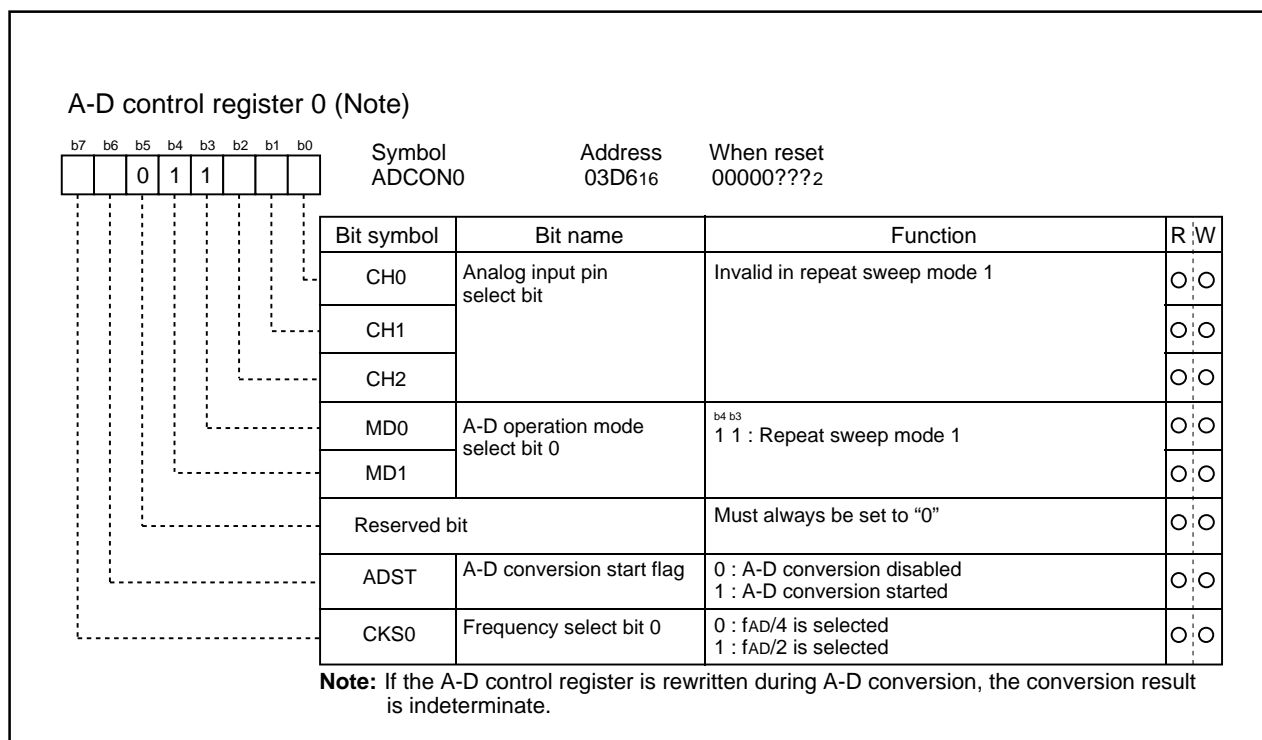 A-D control register 0 (Note)
b7 b6 b5 b4 b3 b2 b1 b0
0 1 1
Symbol Address When reset
ADCON0 03D616 00000???2
Bit symbol Bit name Function R W
CH0 Analog input pin select bit Invalid in repeat sweep mode 1
CH1
CH2
MD0 A-D operation mode select bit 0 b4 b3
1 1 : Repeat sweep mode 1
MD1
Reserved bit Must always be set to “0”
ADST A-D conversion start flag 0 : A-D conversion disabled
1 : A-D conversion started
CKS0 Frequency select bit 0 0 : fAD/4 is selected
1 : fAD/2 is selected
Note: If the A-D control register is rewritten during A-D conversion, the conversion result
is indeterminate.